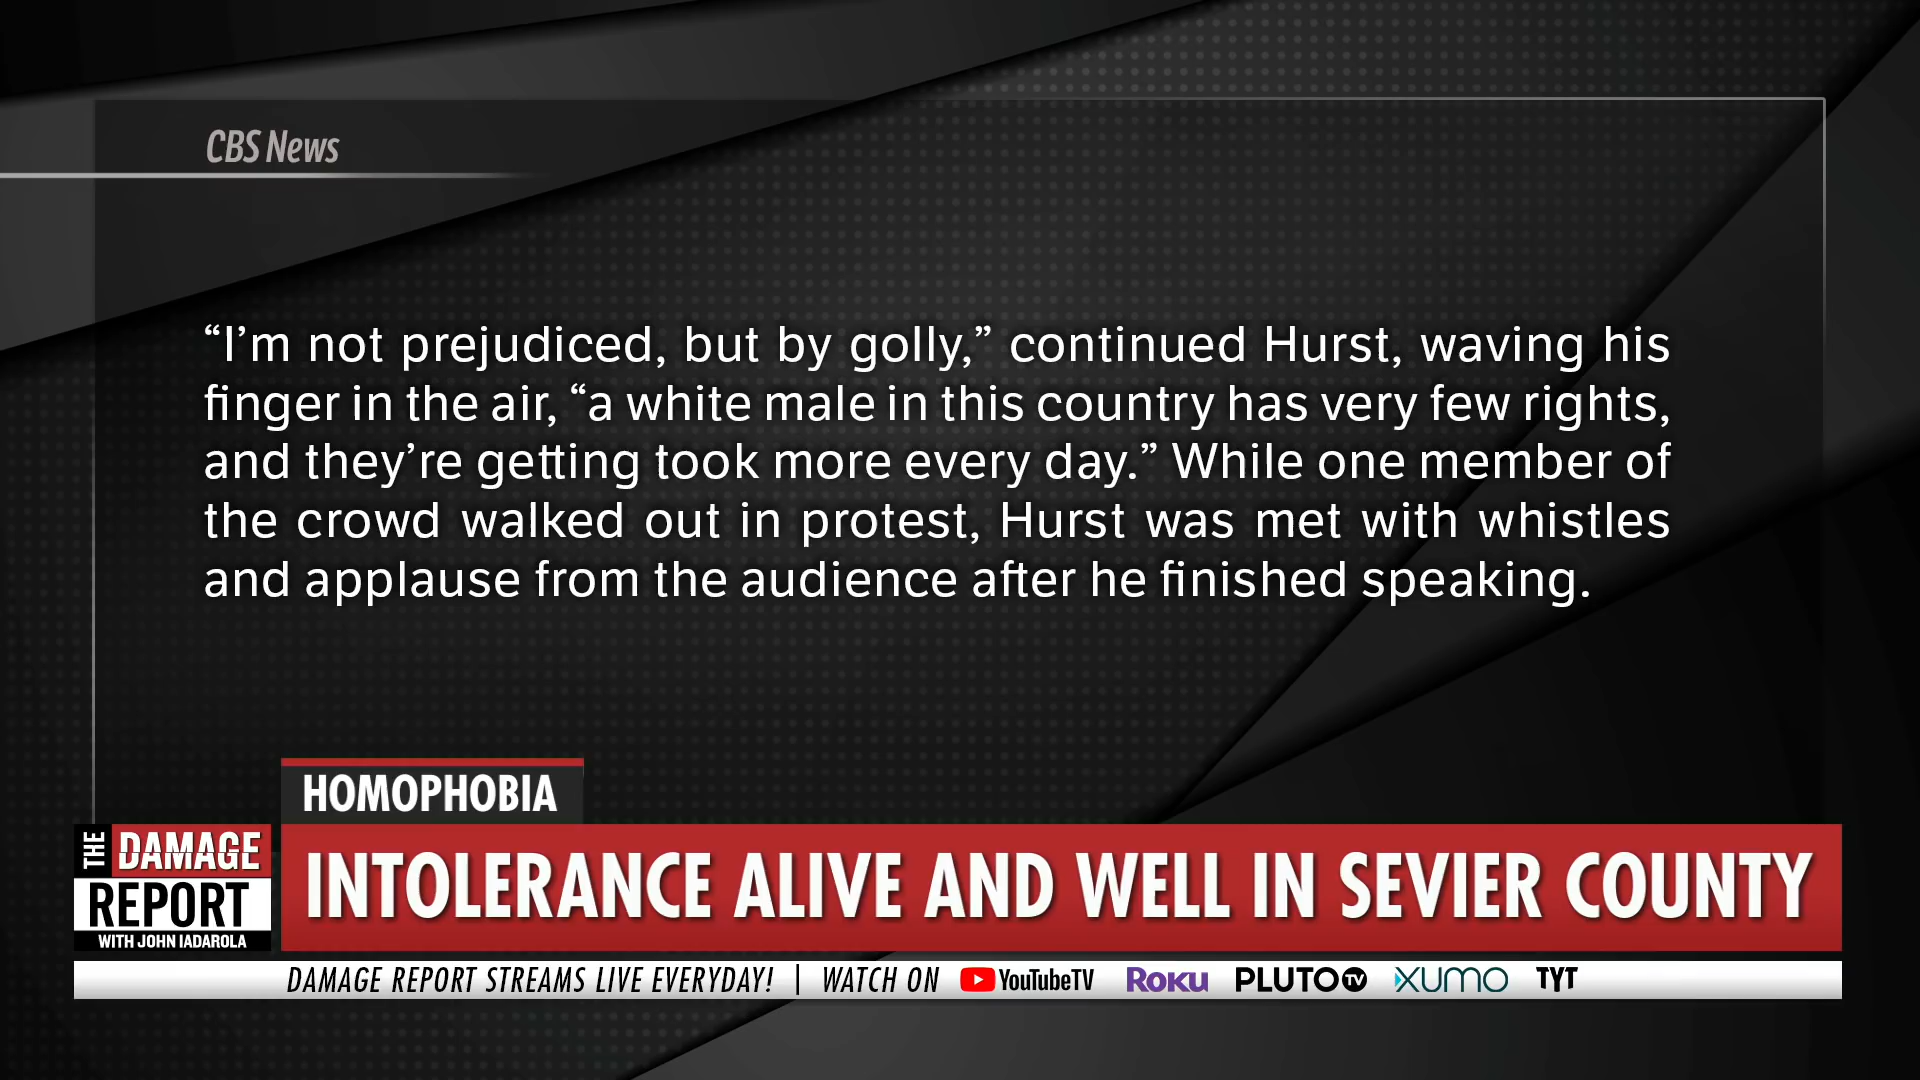 CBS News
“I’m not prejudiced, but by golly,” continued Hurst, waving his
finger in the air, “a white male in this country has very few rights,
and they’re getting took more every day.” While one member of
the crowd walked out in protest, Hurst was met with whistles
and applause from the audience after he finished speaking.
HOMOPHOBIA
THE DAMAGE
REPORT
WITH JOHN IADAROLA
INTOLERANCE ALIVE AND WELL IN SEVIER COUNTY
DAMAGE REPORT STREAMS LIVE EVERYDAY! | WATCH ON YouTubeTV ROKU PLUTO TV XUMO TYT